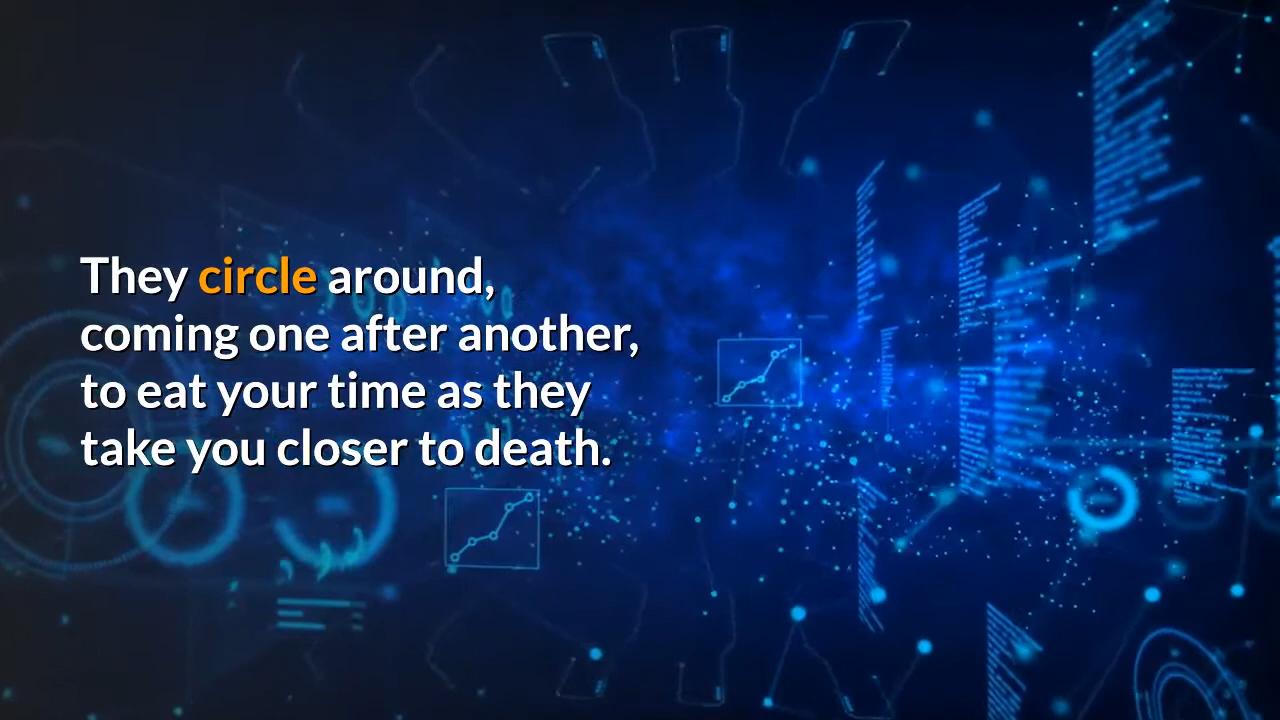 They circle around,
coming one after another,
to eat your time as they
take you closer to death.